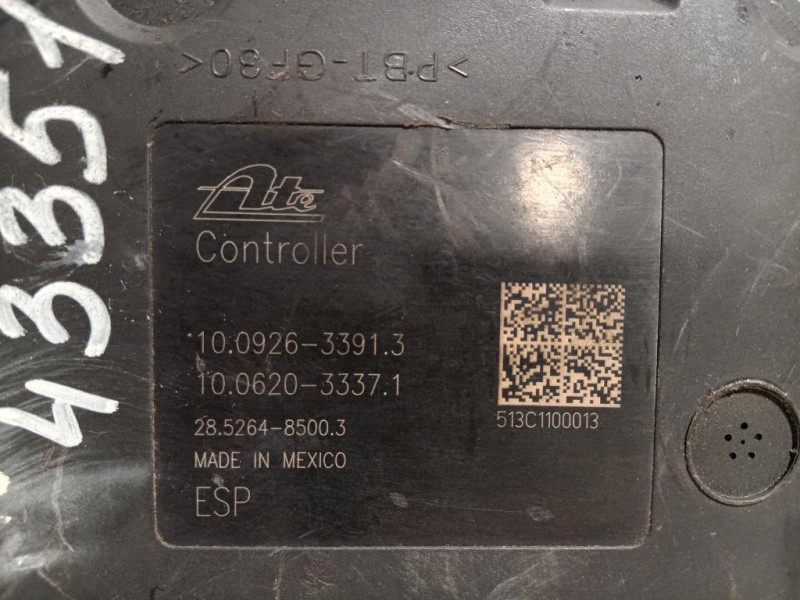 >PBT-GF30<
Ate
Controller
10.0926-3391.3
10.0620-3337.1
28.5264-8500.3
MADE IN MEXICO
ESP
513C1100013
43351